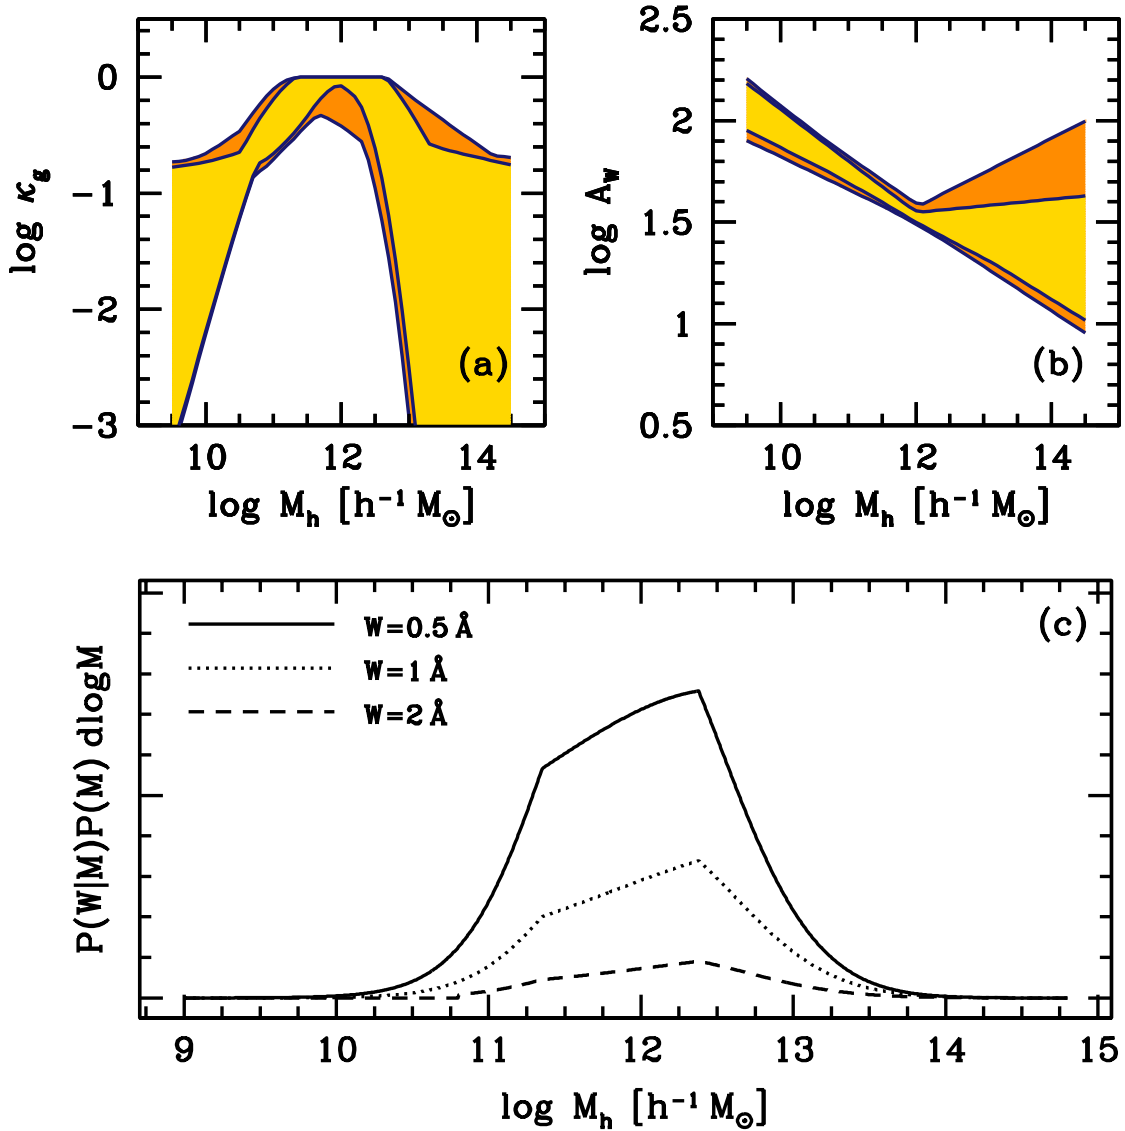 0
−1
−2
−3
log κg
(a)
10 12 14
log Mh [h−1 M⊙]
2.5
2
1.5
1
0.5
log AW
(b)
10 12 14
log Mh [h−1 M⊙]
(c)
W=0.5 Å
W=1 Å
W=2 Å
P(W|M)P(M) dlogM
9 10 11 12 13 14 15
log Mh [h−1 M⊙]